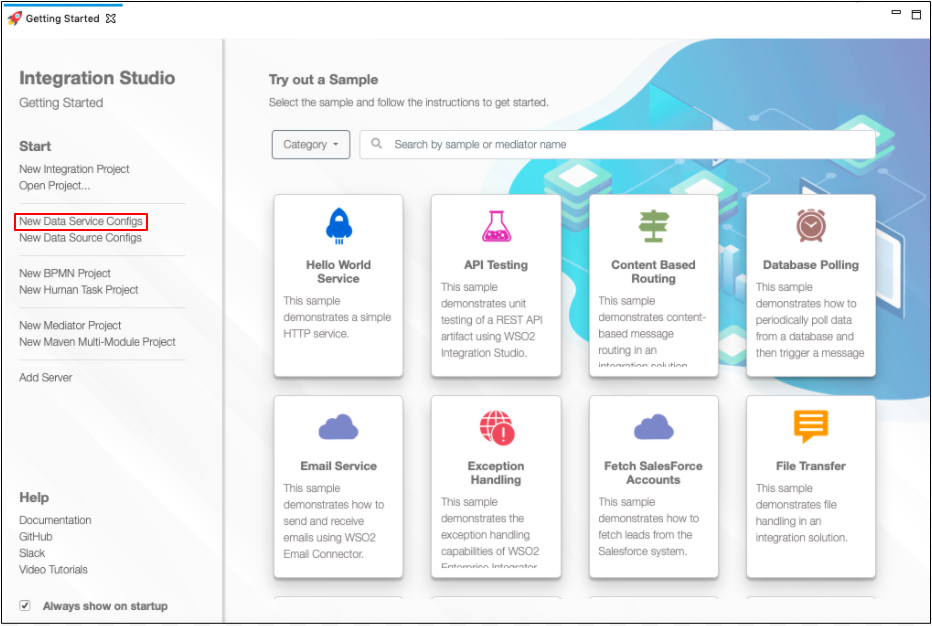 Getting Started
Integration Studio
Getting Started
Start
New Integration Project
Open Project...
New Data Service Configs
New Data Source Configs
New BPMN Project
New Human Task Project
New Mediator Project
New Maven Multi-Module Project
Add Server
Help
Documentation
GitHub
Slack
Video Tutorials
Always show on startup
Try out a Sample
Select the sample and follow the instructions to get started.
Category
Search by sample or mediator name
Hello World
Service
This sample
demonstrates a simple
HTTP service.
API Testing
This sample
demonstrates unit
testing of a REST API
artifact using WSO2
Integration Studio.
Content Based
Routing
This sample
demonstrates content-
based message
routing in an
integration solution
Database Polling
This sample
demonstrates how to
periodically poll data
from a database and
then trigger a message
Email Service
This sample
demonstrates how to
send and receive
emails using WSO2
Email Connector.
Exception
Handling
This sample
demonstrates the
exception handling
capabilities of WSO2
Enterprise Integrator
Fetch SalesForce
Accounts
This sample
demonstrates how to
fetch leads from the
Salesforce system.
File Transfer
This sample
demonstrates file
handling in an
integration solution.